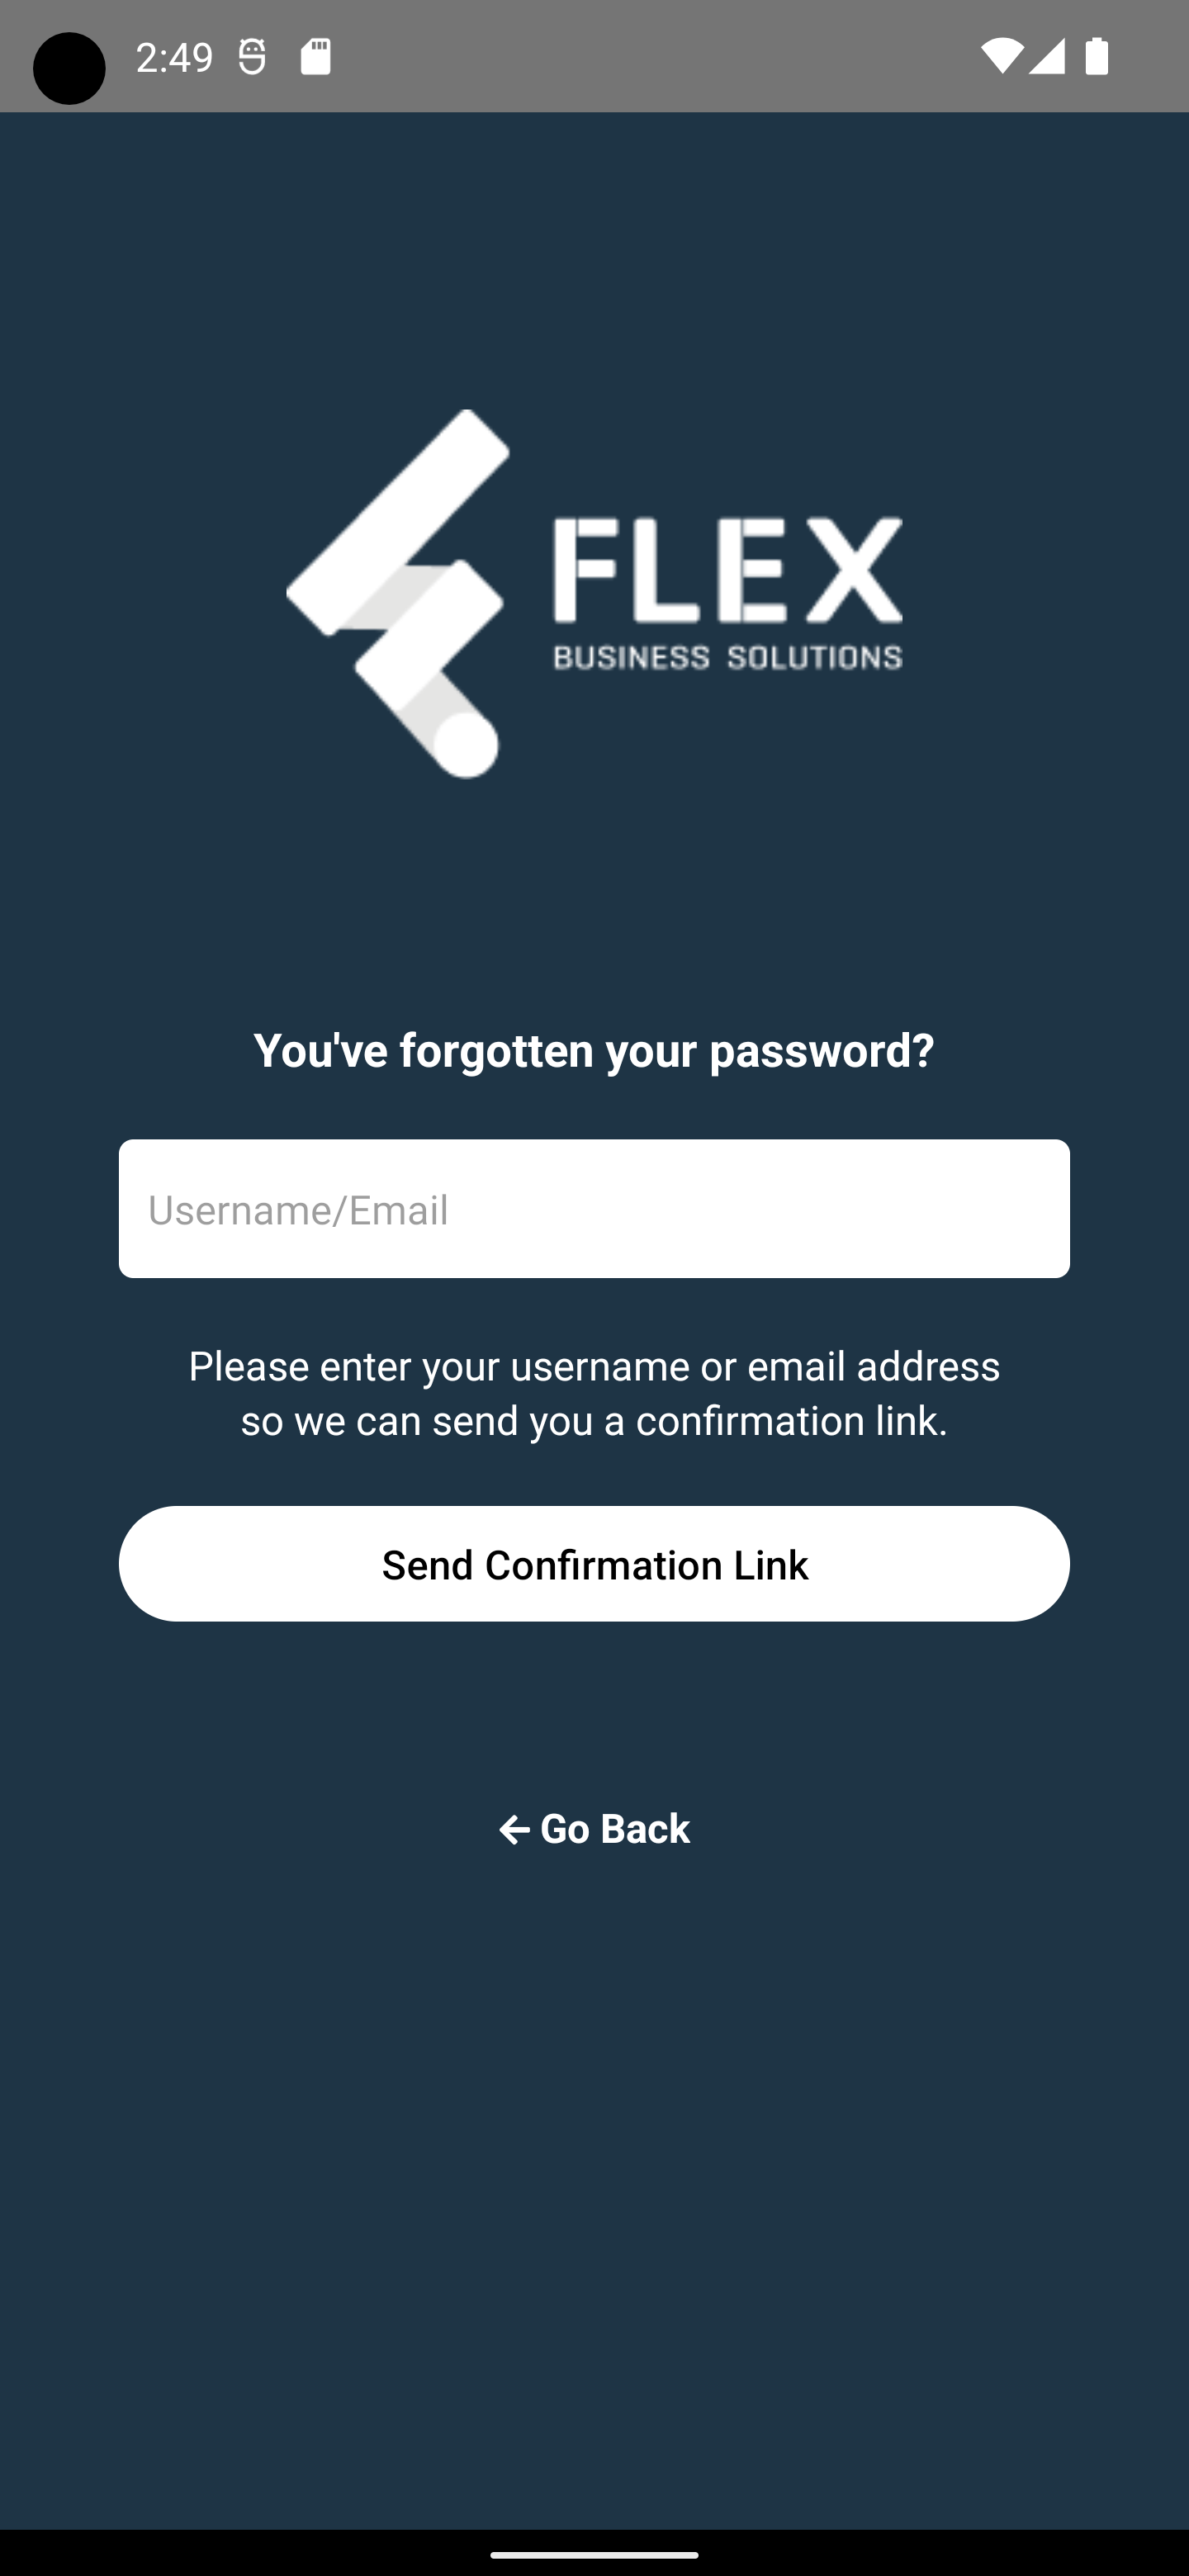 2:49
FLEX
BUSINESS SOLUTIONS
You've forgotten your password?
Username/Email
Please enter your username or email address
so we can send you a confirmation link.
Send Confirmation Link
Go Back